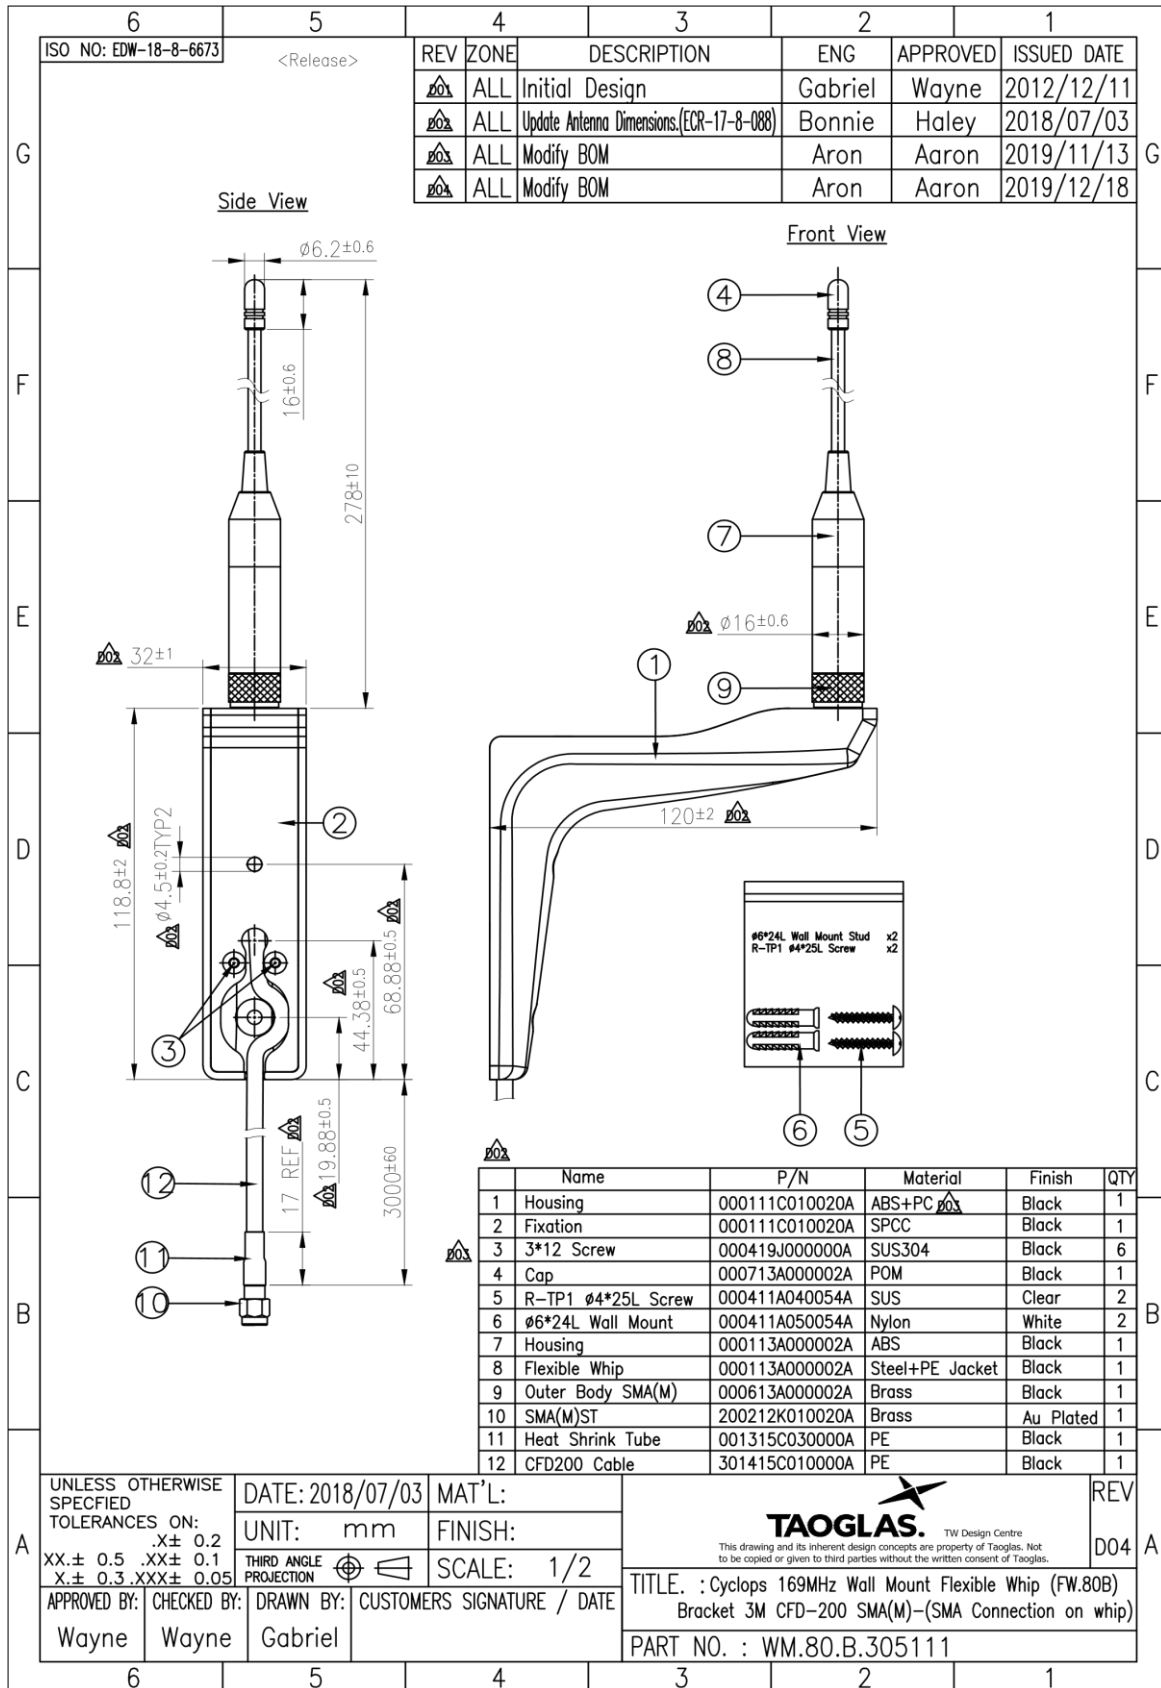 6 5 4 3 2 1
ISO NO: EDW-18-8-6673
<Release>
REV ZONE DESCRIPTION ENG APPROVED ISSUED DATE
D01 ALL Initial Design Gabriel Wayne 2012/12/11
D02 ALL Update Antenna Dimensions.(ECR-17-8-088) Bonnie Haley 2018/07/03
D03 ALL Modify BOM Aron Aaron 2019/11/13
D04 ALL Modify BOM Aron Aaron 2019/12/18
G G
Side View
Front View
ø6.2±0.6
4
8
F F
16±0.6
278±10
7
E E
D02 ø16±0.6
D02 32±1
1
9
2
120±2 D02
D D
118.8±2 D02
D02 ø4.5±0.2TYP2
68.88±0.5 D02
44.38±0.5 D02
ø6*24L Wall Mount Stud x2
R-TP1 ø4*25L Screw x2
3
C C
6 5
17 REF D02
D02 19.88±0.5
3000±60
12
11
10
D02
Name P/N Material Finish QTY
1 Housing 000111C010020A ABS+PC D03 Black 1
2 Fixation 000111C010020A SPCC Black 1
D03 3 3*12 Screw 000419J000000A SUS304 Black 6
4 Cap 000713A000002A POM Black 1
5 R-TP1 ø4*25L Screw 000411A040054A SUS Clear 2
6 ø6*24L Wall Mount 000411A050054A Nylon White 2
7 Housing 000113A000002A ABS Black 1
8 Flexible Whip 000113A000002A Steel+PE Jacket Black 1
9 Outer Body SMA(M) 000613A000002A Brass Black 1
10 SMA(M)ST 200212K010020A Brass Au Plated 1
11 Heat Shrink Tube 001315C030000A PE Black 1
12 CFD200 Cable 301415C010000A PE Black 1
B B
UNLESS OTHERWISE
SPECFIED
TOLERANCES ON:
.X± 0.2
XX.± 0.5 .XX± 0.1
X.± 0.3 .XXX± 0.05
DATE: 2018/07/03 MAT'L:
UNIT: mm FINISH:
THIRD ANGLE
PROJECTION
SCALE: 1/2
TAOGLAS. TW Design Centre
This drawing and its inherent design concepts are property of Taoglas. Not
to be copied or given to third parties without the written consent of Taoglas.
REV
D04
A A
APPROVED BY: CHECKED BY: DRAWN BY: CUSTOMERS SIGNATURE / DATE
Wayne Wayne Gabriel
TITLE. : Cyclops 169MHz Wall Mount Flexible Whip (FW.80B)
Bracket 3M CFD-200 SMA(M)-(SMA Connection on whip)
PART NO. : WM.80.B.305111
6 5 4 3 2 1